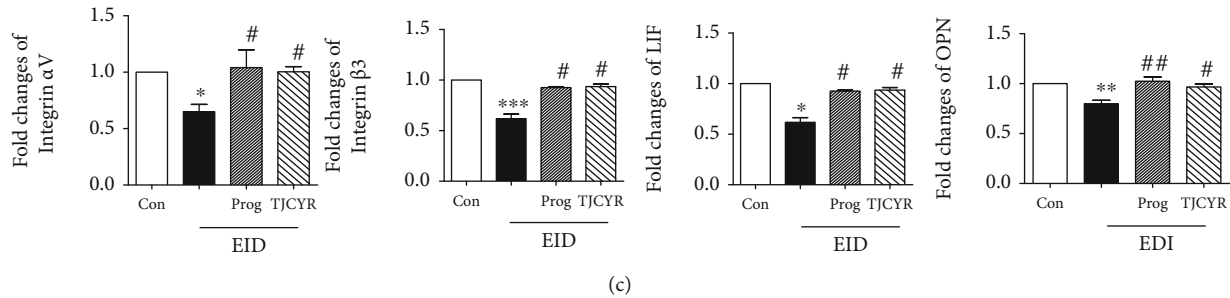 Fold changes of
Integrin αV
1.5
1.0
0.5
0.0
*
#
#
Con
Prog
TJCYR
EID
Fold changes of
Integrin β3
1.5
1.0
0.5
0.0
***
#
#
Con
Prog
TJCYR
EID
Fold changes of LIF
1.5
1.0
0.5
0.0
*
#
#
Con
Prog
TJCYR
EID
Fold changes of OPN
1.5
1.0
0.5
0.0
**
##
#
Con
Prog
TJCYR
EDI
(c)